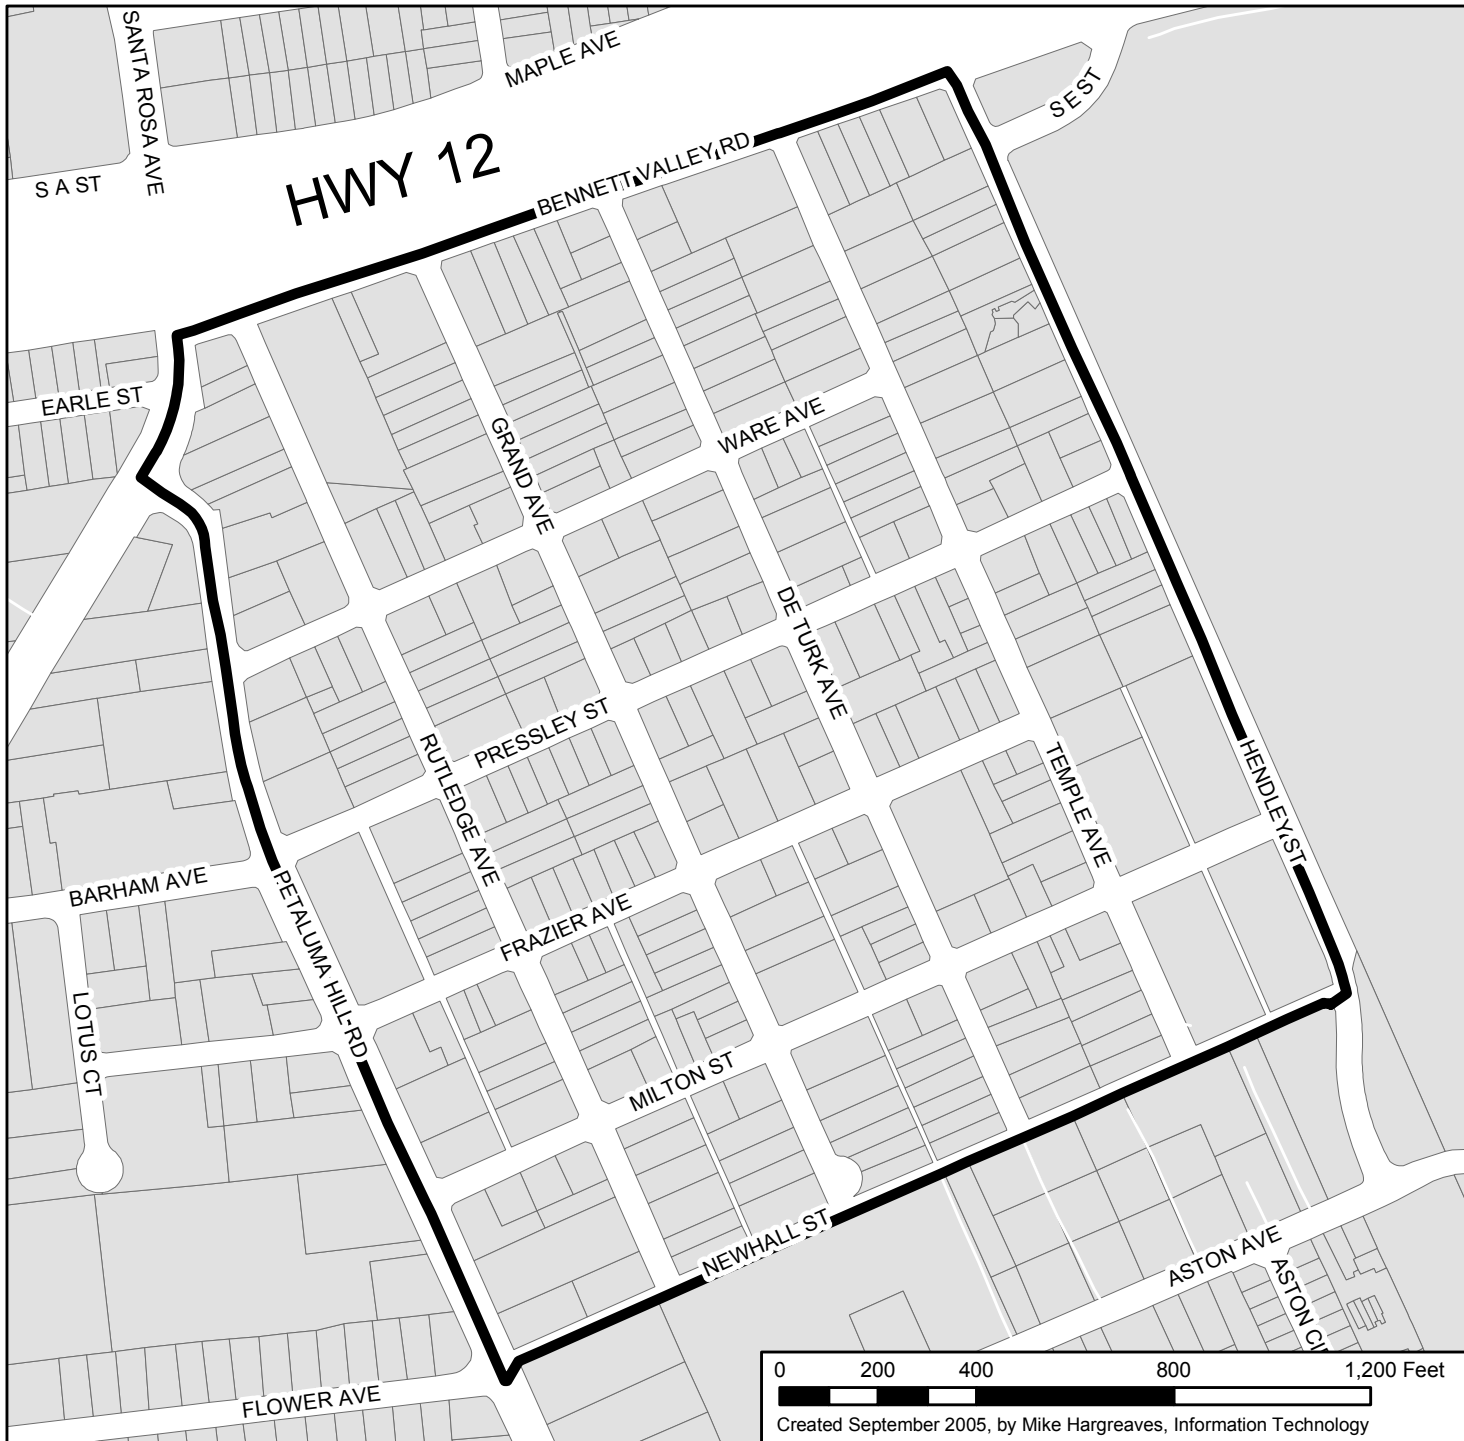 SANTA ROSA AVE
MAPLE AVE
S E ST
S A ST
HWY 12
BENNETT VALLEY RD
EARLE ST
GRAND AVE
WARE AVE
DE TURK AVE
PRESSLEY ST
RUTLEDGE AVE
TEMPLE AVE
HENDLEY ST
BARHAM AVE
PETALUMA HILL RD
FRAZIER AVE
LOTUS CT
MILTON ST
NEWHALL ST
ASTON AVE
ASTON CI
FLOWER AVE
0 200 400 800 1,200 Feet
Created September 2005, by Mike Hargreaves, Information Technology